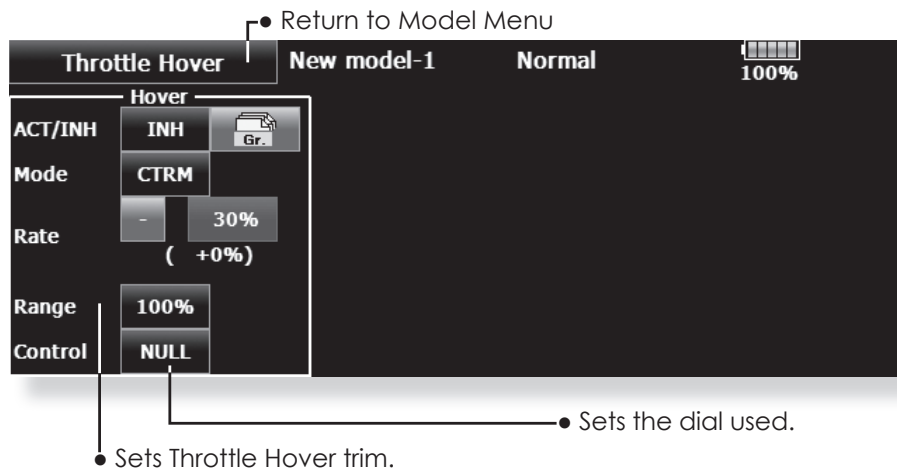 ● Return to Model Menu
Throttle Hover New model-1 Normal 100%
Hover
ACT/INH INH Gr.
Mode CTRM
Rate - 30%
( +0%)
Range 100%
Control NULL
● Sets the dial used.
● Sets Throttle Hover trim.